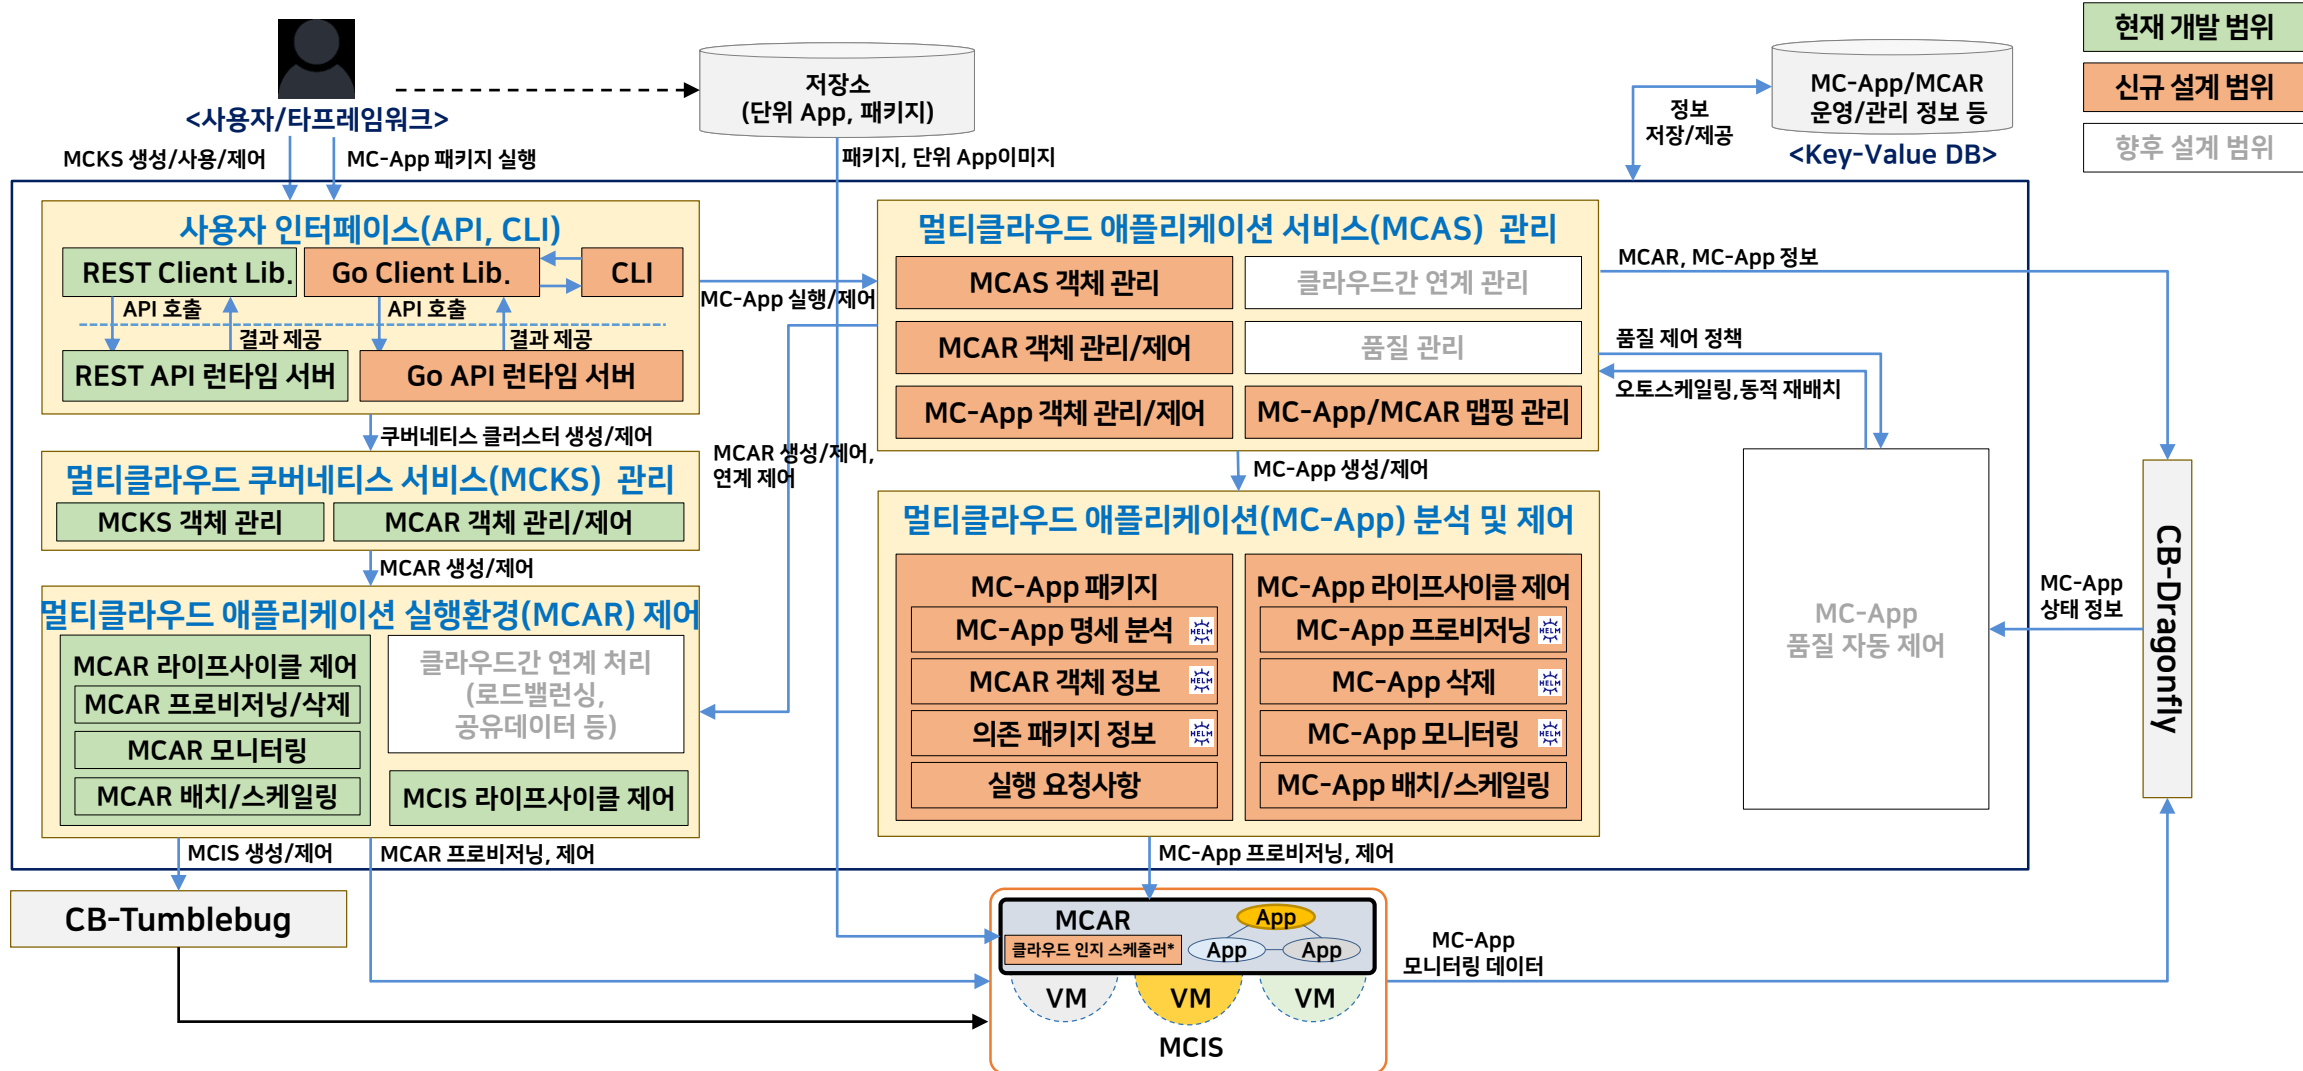 현재 개발 범위
신규 설계 범위
향후 설계 범위
<사용자/타프레임워크>
저장소
(단위 App, 패키지)
MC-App/MCAR
운영/관리 정보 등
<Key-Value DB>
정보
저장/제공
MCKS 생성/사용/제어
MC-App 패키지 실행
패키지, 단위 App이미지
사용자 인터페이스(API, CLI)
REST Client Lib.
Go Client Lib.
CLI
API 호출
API 호출
결과 제공
결과 제공
REST API 런타임 서버
Go API 런타임 서버
MC-App 실행/제어
쿠버네티스 클러스터 생성/제어
멀티클라우드 쿠버네티스 서비스(MCKS) 관리
MCKS 객체 관리
MCAR 객체 관리/제어
MCAR 생성/제어
MCAR 생성/제어,
연계 제어
멀티클라우드 애플리케이션 실행환경(MCAR) 제어
MCAR 라이프사이클 제어
MCAR 프로비저닝/삭제
MCAR 모니터링
MCAR 배치/스케일링
클라우드간 연계 처리
(로드밸런싱,
공유데이터 등)
MCIS 라이프사이클 제어
MCIS 생성/제어
MCAR 프로비저닝, 제어
CB-Tumblebug
멀티클라우드 애플리케이션 서비스(MCAS) 관리
MCAS 객체 관리
클라우드간 연계 관리
MCAR 객체 관리/제어
품질 관리
MC-App 객체 관리/제어
MC-App/MCAR 맵핑 관리
MC-App 생성/제어
멀티클라우드 애플리케이션(MC-App) 분석 및 제어
MC-App 패키지
MC-App 명세 분석
HELM
MCAR 객체 정보
HELM
의존 패키지 정보
HELM
실행 요청사항
MC-App 라이프사이클 제어
MC-App 프로비저닝
HELM
MC-App 삭제
HELM
MC-App 모니터링
HELM
MC-App 배치/스케일링
MC-App 프로비저닝, 제어
MCAR, MC-App 정보
품질 제어 정책
오토스케일링,동적 재배치
MC-App
품질 자동 제어
MC-App
상태 정보
CB-Dragonfly
MCAR
클라우드 인지 스케줄러*
App
App
App
VM
VM
VM
MCIS
MC-App
모니터링 데이터